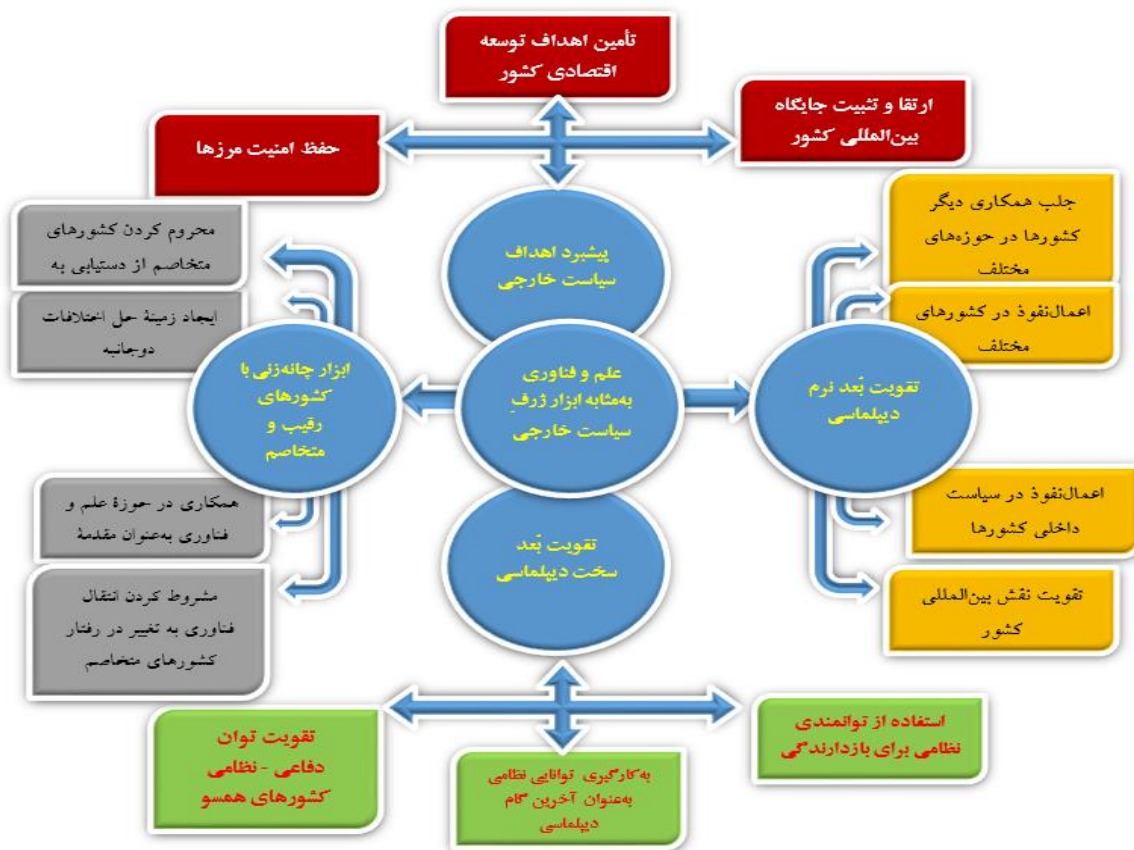 تأمین اهداف توسعه
اقتصادی کشور
ارتقا و تثبیت جایگاه
بین‌المللی کشور
حفظ امنیت مرزها
پیشبرد اهداف
سیاست خارجی
جلب همکاری دیگر
کشورها در حوزه‌های
مختلف
اعمال‌نفوذ در کشورهای
مختلف
تقویت بُعد نرم
دیپلماسی
اعمال‌نفوذ در سیاست
داخلی کشورها
تقویت نقش بین‌المللی
کشور
علم و فناوری
به‌مثابه ابزار ژرفِ
سیاست خارجی
محروم کردن کشورهای
متخاصم از دستیابی به
ایجاد زمینهٔ حل اختلافات
دوجانبه
ابزار چانه‌زنی با
کشورهای
رقیب و
متخاصم
همکاری در حوزهٔ علم و
فناوری به‌عنوان مقدمهٔ
مشروط کردن انتقال
فناوری به تغییر در رفتار
کشورهای متخاصم
تقویت بُعد
سخت دیپلماسی
استفاده از توانمندی
نظامی برای بازدارندگی
به‌کارگیری توانایی نظامی
به‌عنوان آخرین گام
دیپلماسی
تقویت توان
دفاعی - نظامی
کشورهای همسو